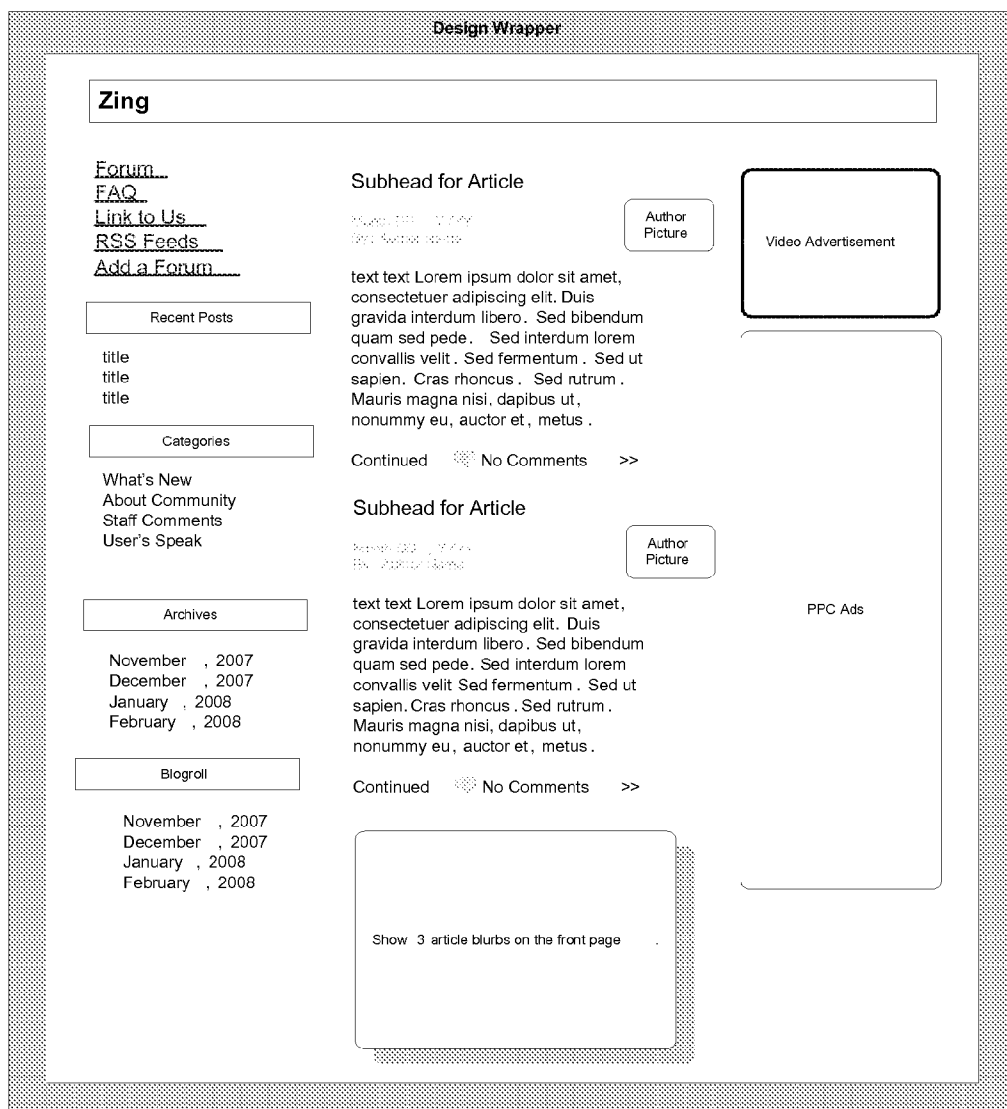 Design Wrapper
Zing
Forum
FAQ
Link to Us
RSS Feeds
Add a Forum
Recent Posts
title
title
title
Categories
What's New
About Community
Staff Comments
User's Speak
Archives
November , 2007
December , 2007
January , 2008
February , 2008
Blogroll
November , 2007
December , 2007
January , 2008
February , 2008
Subhead for Article
Author
Picture
text text Lorem ipsum dolor sit amet,
consectetuer adipiscing elit. Duis
gravida interdum libero. Sed bibendum
quam sed pede. Sed interdum lorem
convallis velit. Sed fermentum. Sed ut
sapien. Cras rhoncus. Sed rutrum.
Mauris magna nisi, dapibus ut,
nonummy eu, auctor et, metus.
Continued No Comments >>
Subhead for Article
Author
Picture
text text Lorem ipsum dolor sit amet,
consectetuer adipiscing elit. Duis
gravida interdum libero. Sed bibendum
quam sed pede. Sed interdum lorem
convallis velit Sed fermentum. Sed ut
sapien. Cras rhoncus. Sed rutrum.
Mauris magna nisi, dapibus ut,
nonummy eu, auctor et, metus.
Continued No Comments >>
Show 3 article blurbs on the front page .
Video Advertisement
PPC Ads